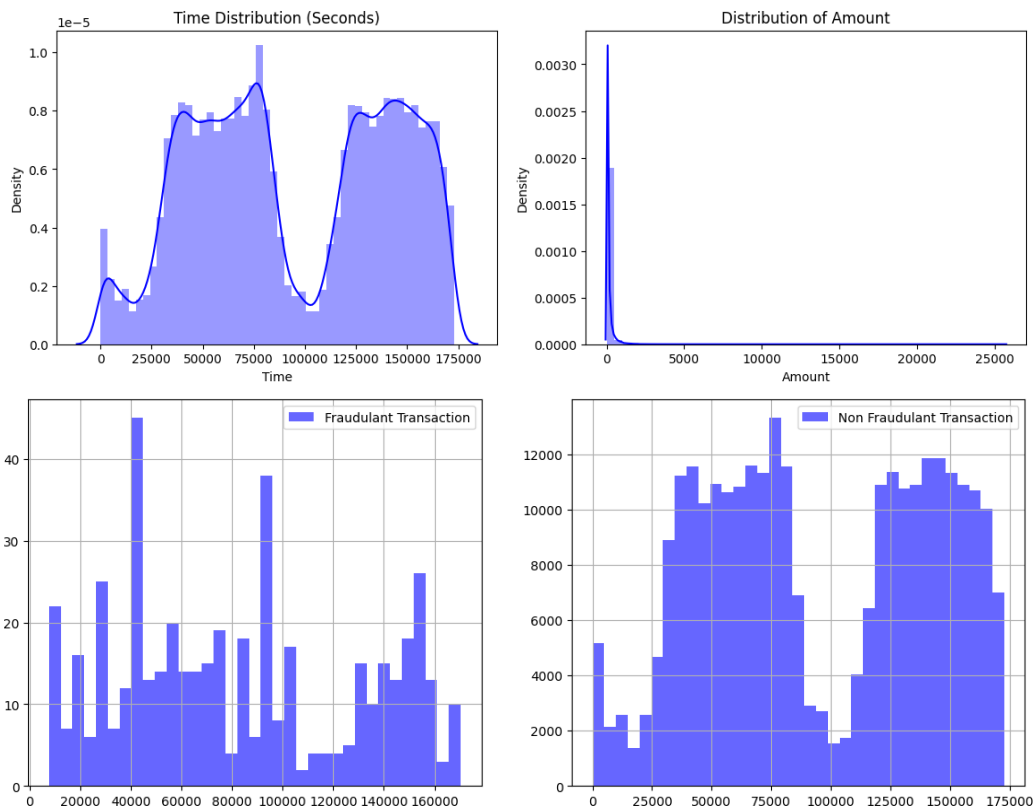 Time Distribution (Seconds)
1e−5
1.0
0.8
0.6
0.4
0.2
0.0
Density
0 25000 50000 75000 100000 125000 150000 175000
Time
Distribution of Amount
0.0030
0.0025
0.0020
0.0015
0.0010
0.0005
0.0000
Density
0 5000 10000 15000 20000 25000
Amount
Fraudulant Transaction
40
30
20
10
0
0 20000 40000 60000 80000 100000 120000 140000 160000
Non Fraudulant Transaction
12000
10000
8000
6000
4000
2000
0
0 25000 50000 75000 100000 125000 150000 175000